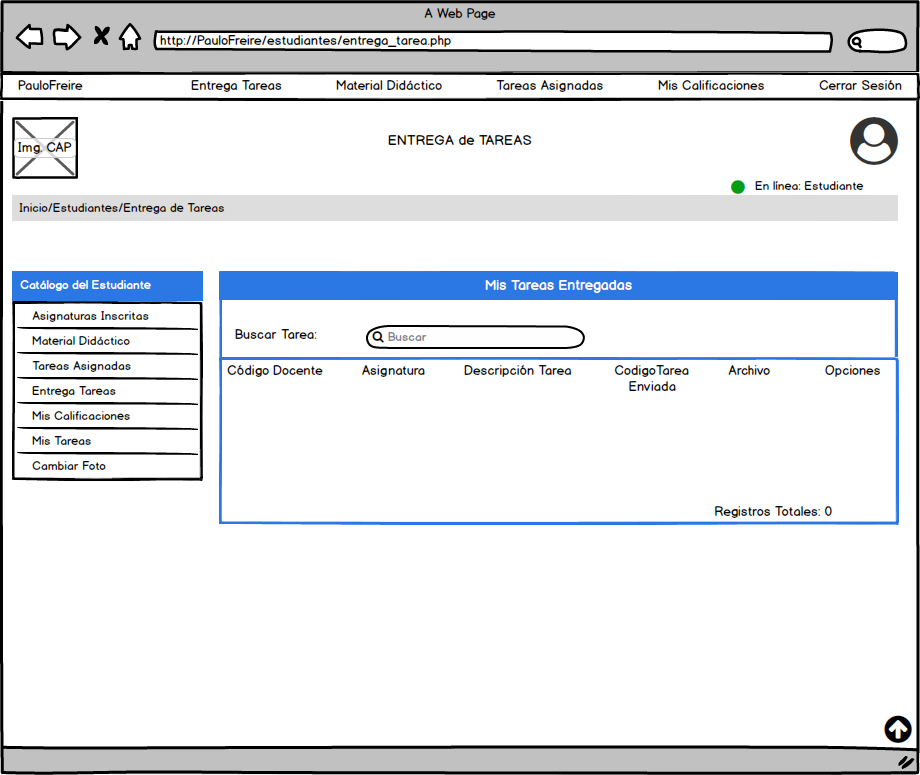 A Web Page
http://PauloFreire/estudiantes/entrega_tarea.php
PauloFreire Entrega Tareas Material Didáctico Tareas Asignadas Mis Calificaciones Cerrar Sesión
Img. CAP
ENTREGA de TAREAS
En línea: Estudiante
Inicio/Estudiantes/Entrega de Tareas
Catálogo del Estudiante
Asignaturas Inscritas
Material Didáctico
Tareas Asignadas
Entrega Tareas
Mis Calificaciones
Mis Tareas
Cambiar Foto
Mis Tareas Entregadas
Buscar Tarea: Buscar
Código Docente Asignatura Descripción Tarea CodigoTarea Archivo Opciones
Enviada
Registros Totales: 0